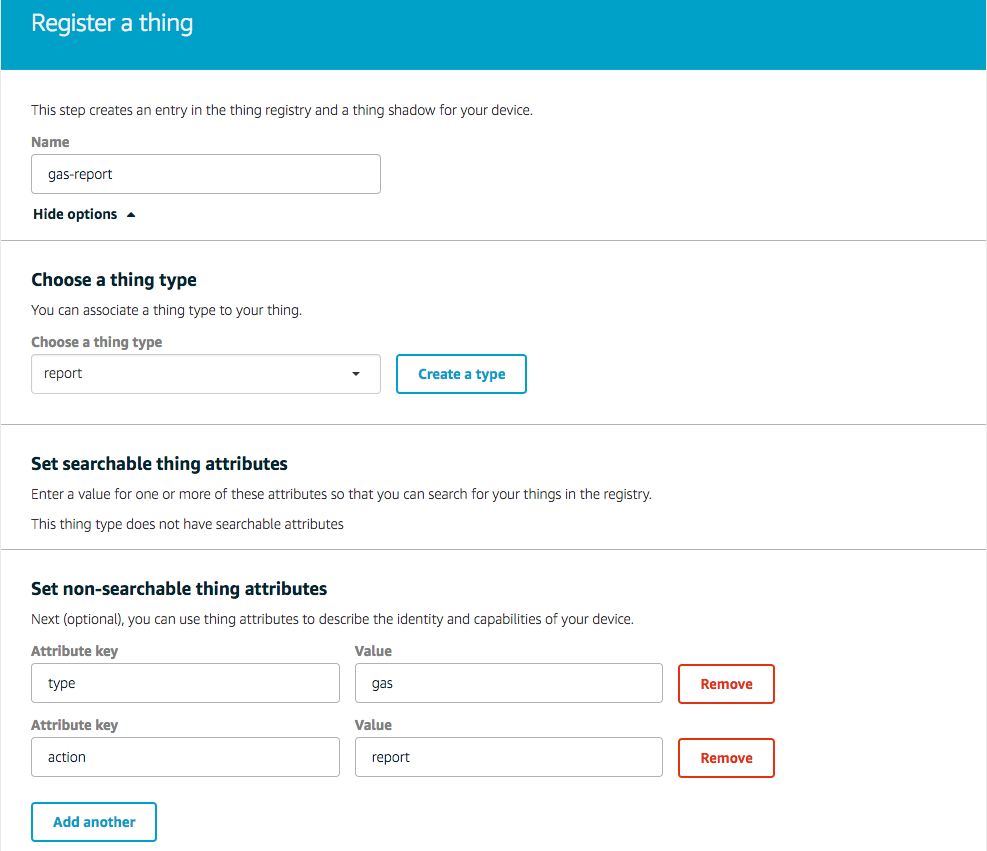 Register a thing
This step creates an entry in the thing registry and a thing shadow for your device.
Name
gas-report
Hide options
Choose a thing type
You can associate a thing type to your thing.
Choose a thing type
report
Create a type
Set searchable thing attributes
Enter a value for one or more of these attributes so that you can search for your things in the registry.
This thing type does not have searchable attributes
Set non-searchable thing attributes
Next (optional), you can use thing attributes to describe the identity and capabilities of your device.
Attribute key Value
type gas Remove
Attribute key Value
action report Remove
Add another